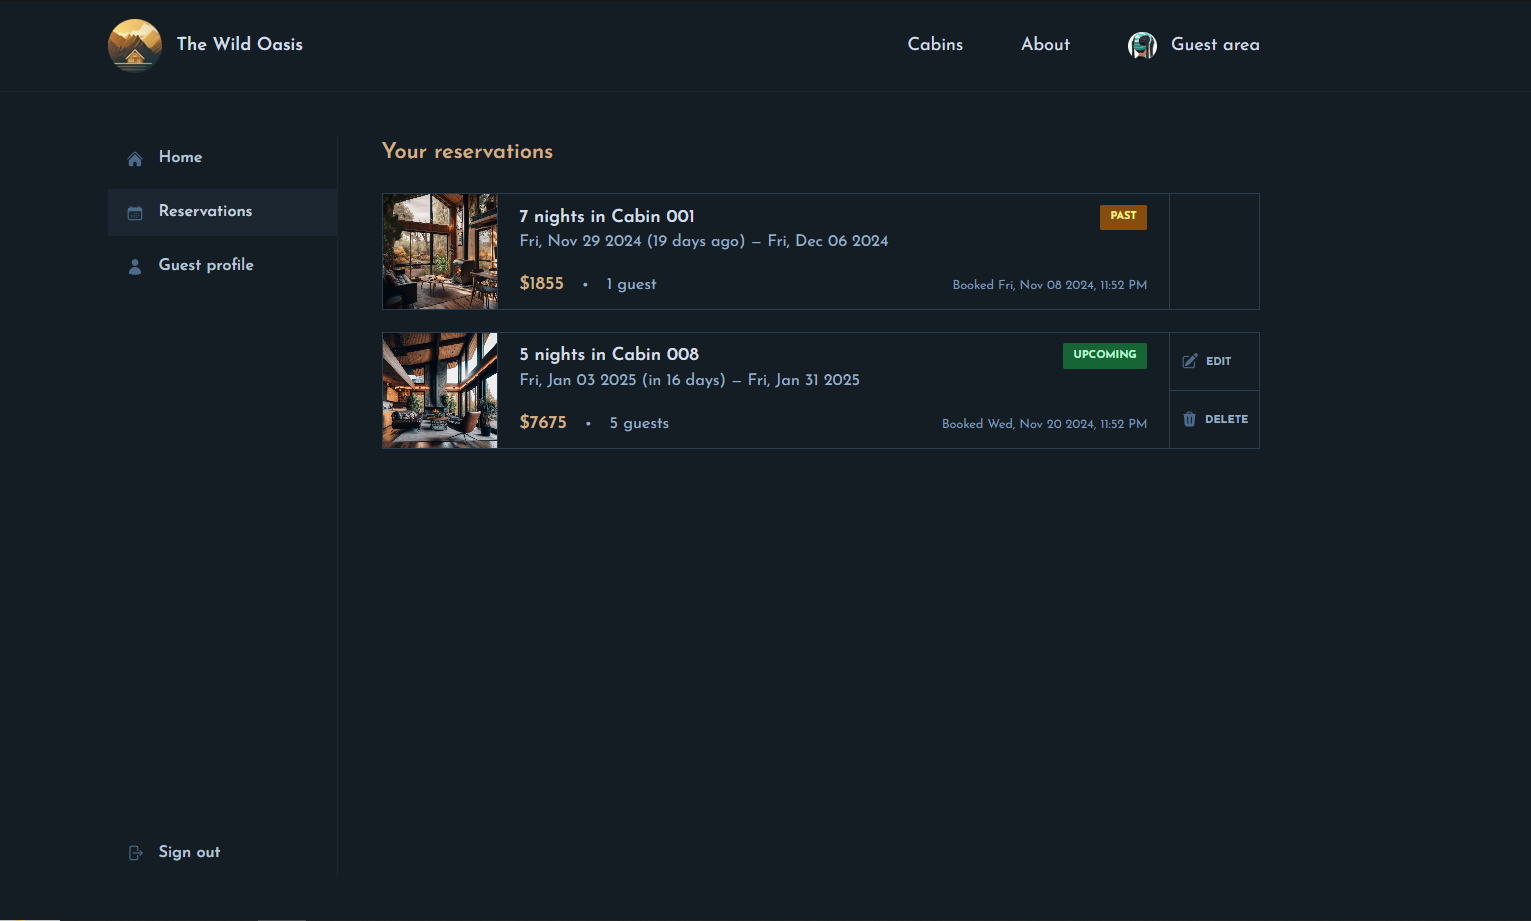 The Wild Oasis
Cabins
About
Guest area
Home
Reservations
Guest profile
Sign out
Your reservations
7 nights in Cabin 001
PAST
Fri, Nov 29 2024 (19 days ago) — Fri, Dec 06 2024
$1855 • 1 guest
Booked Fri, Nov 08 2024, 11:52 PM
5 nights in Cabin 008
UPCOMING
Fri, Jan 03 2025 (in 16 days) — Fri, Jan 31 2025
$7675 • 5 guests
Booked Wed, Nov 20 2024, 11:52 PM
EDIT
DELETE